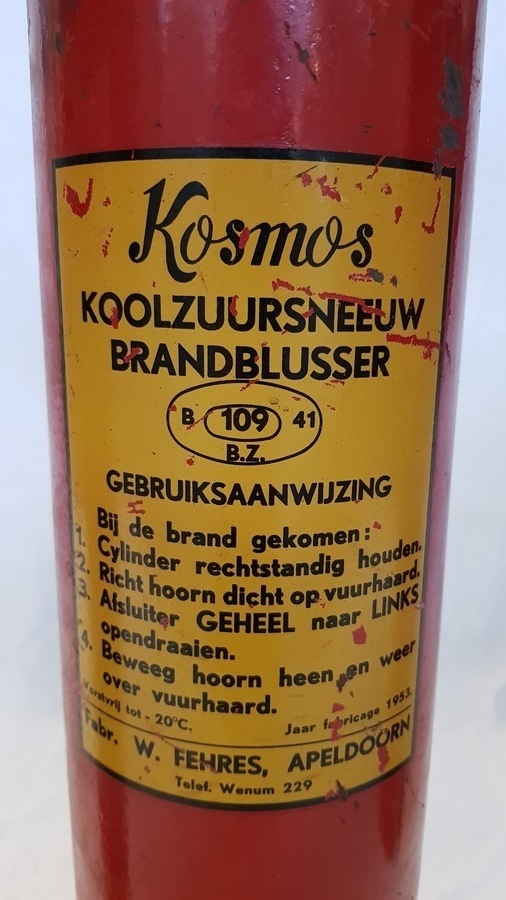 Kosmos
KOOLZUURSNEEUW
BRANDBLUSSER
B 109 41
B.Z.
GEBRUIKSAANWIJZING
Bij de brand gekomen:
1. Cylinder rechtstandig houden.
2. Richt hoorn dicht op vuurhaard.
3. Afsluiter GEHEEL naar LINKS
opendraaien.
4. Beweeg hoorn heen en weer
over vuurhaard.
Vorstvrij tot - 20°C. Jaar fabricage 1953.
Fabr. W. FEHRES, APELDOORN
Telef. Wenum 229